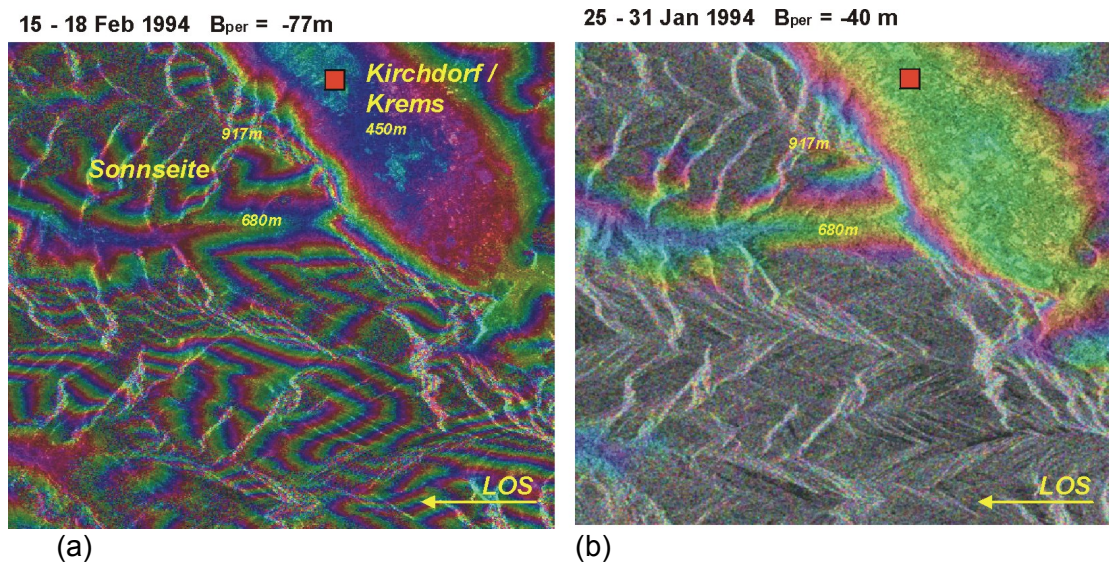 15 - 18 Feb 1994 Bper = -77m
25 - 31 Jan 1994 Bper = -40 m
Kirchdorf /
Krems
450m
917m
Sonnseite
680m
LOS
917m
680m
LOS
(a)
(b)